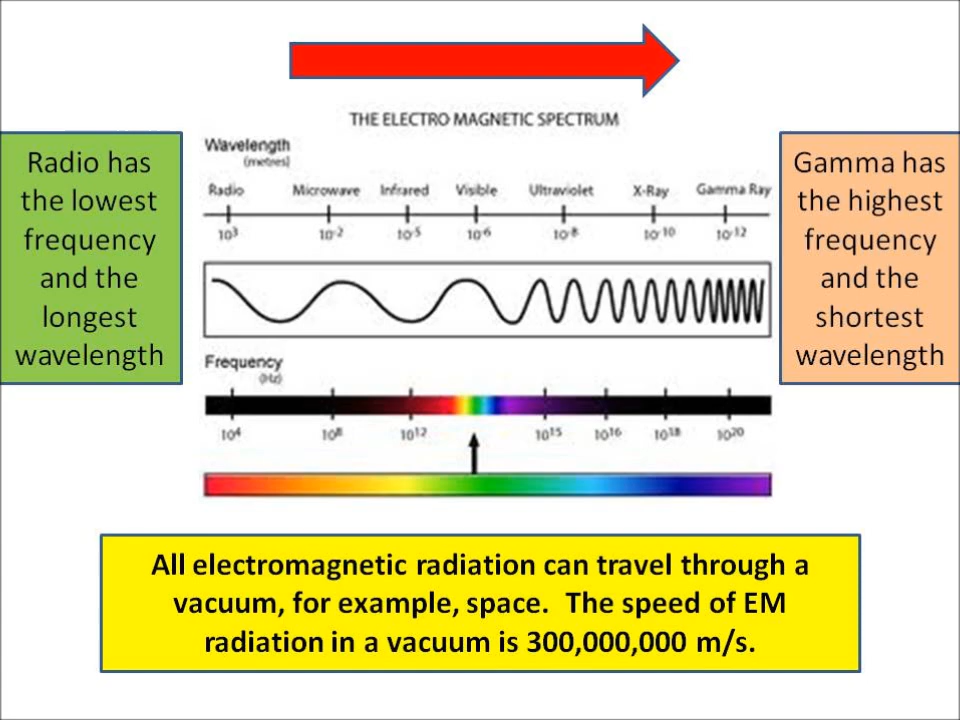 THE ELECTRO MAGNETIC SPECTRUM
Radio has
the lowest
frequency
and the
longest
wavelength
Wavelength
(metres)
Radio Microwave Infrared Visible Ultraviolet X-Ray Gamma Ray
10³ 10⁻² 10⁻⁵ 10⁻⁶ 10⁻⁸ 10⁻¹⁰ 10⁻¹²
Frequency
(Hz)
10⁴ 10⁸ 10¹² 10¹⁵ 10¹⁶ 10¹⁸ 10²⁰
Gamma has
the highest
frequency
and the
shortest
wavelength
All electromagnetic radiation can travel through a
vacuum, for example, space. The speed of EM
radiation in a vacuum is 300,000,000 m/s.